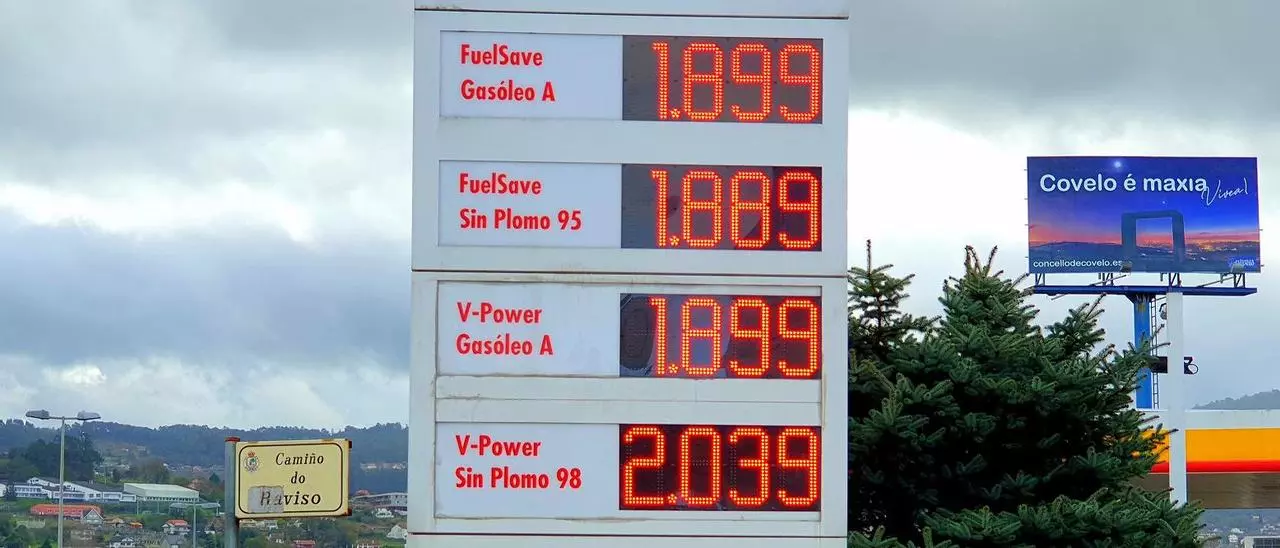 FuelSave
Gasóleo A
1.899
FuelSave
Sin Plomo 95
1.889
V-Power
Gasóleo A
1.899
V-Power
Sin Plomo 98
2.039
Camiño
do
Raviso
Covelo é maxia
Vívea!
concellodecovelo.es